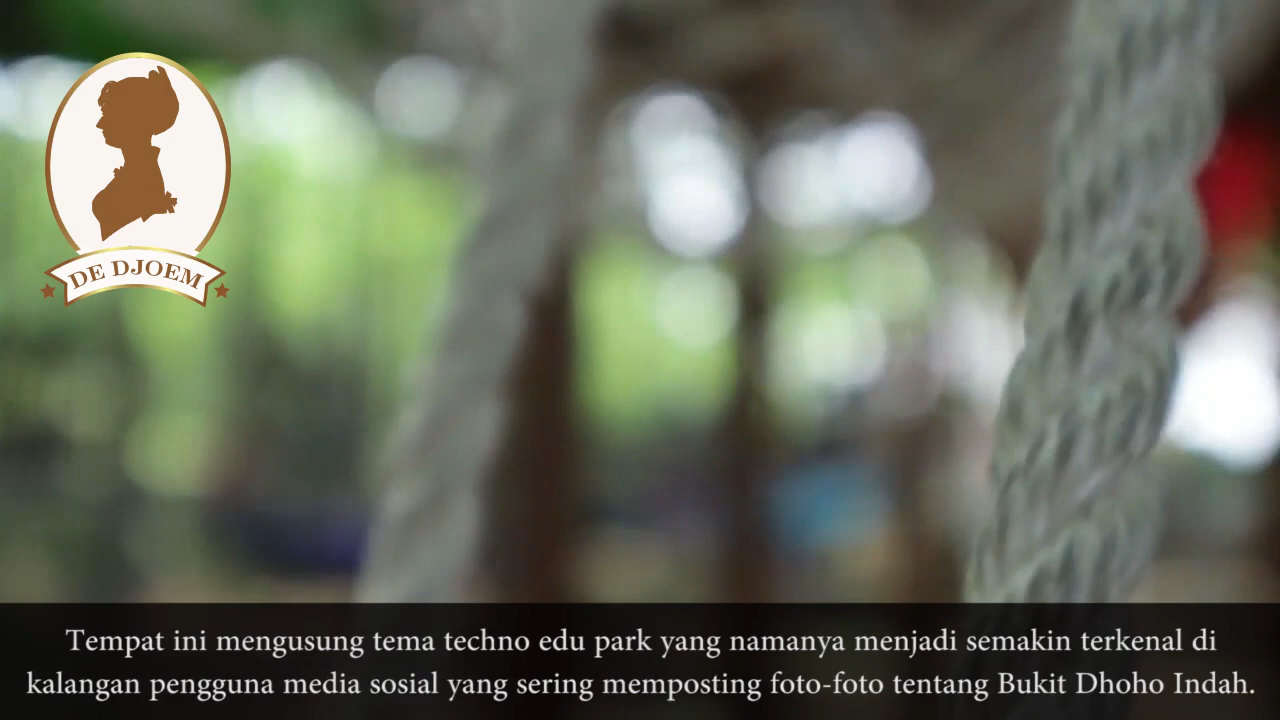 DE DJOEM
Tempat ini mengusung tema techno edu park yang namanya menjadi semakin terkenal di
kalangan pengguna media sosial yang sering memposting foto-foto tentang Bukit Dhoho Indah.